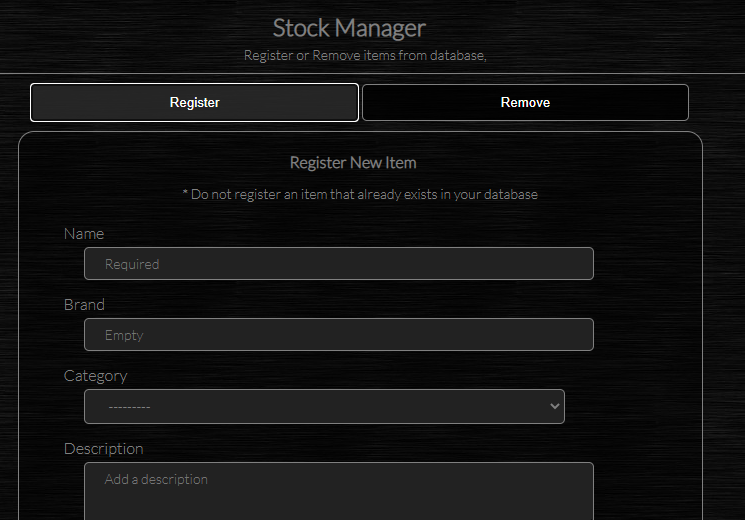 Stock Manager
Register or Remove items from database,
Register Remove
Register New Item
* Do not register an item that already exists in your database
Name
Required
Brand
Empty
Category
---------
Description
Add a description